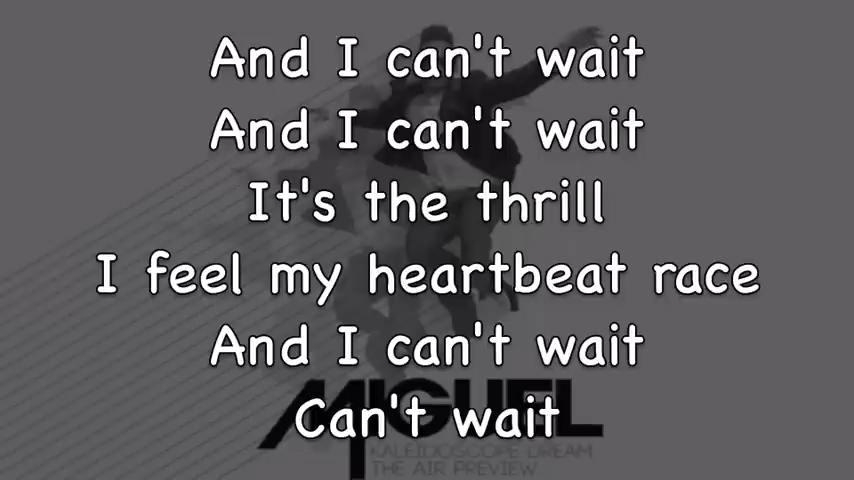 And I can't wait
And I can't wait
It's the thrill
I feel my heartbeat race
And I can't wait
MIGUEL
Can't wait
KALEIDOSCOPE DREAM
THE AIR PREVIEW